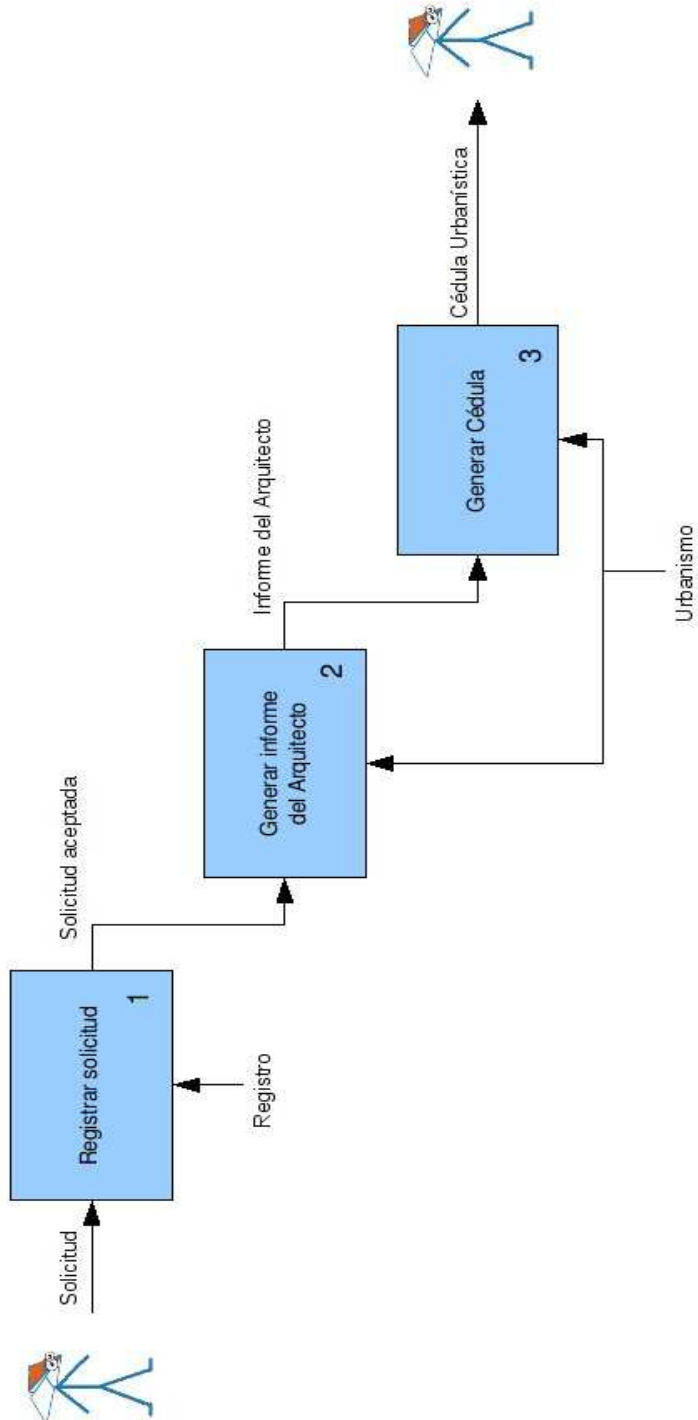 Solicitud
Registrar solicitud
1
Registro
Solicitud aceptada
Generar informe
del Arquitecto
2
Informe del Arquitecto
Generar Cédula
3
Urbanismo
Cédula Urbanística